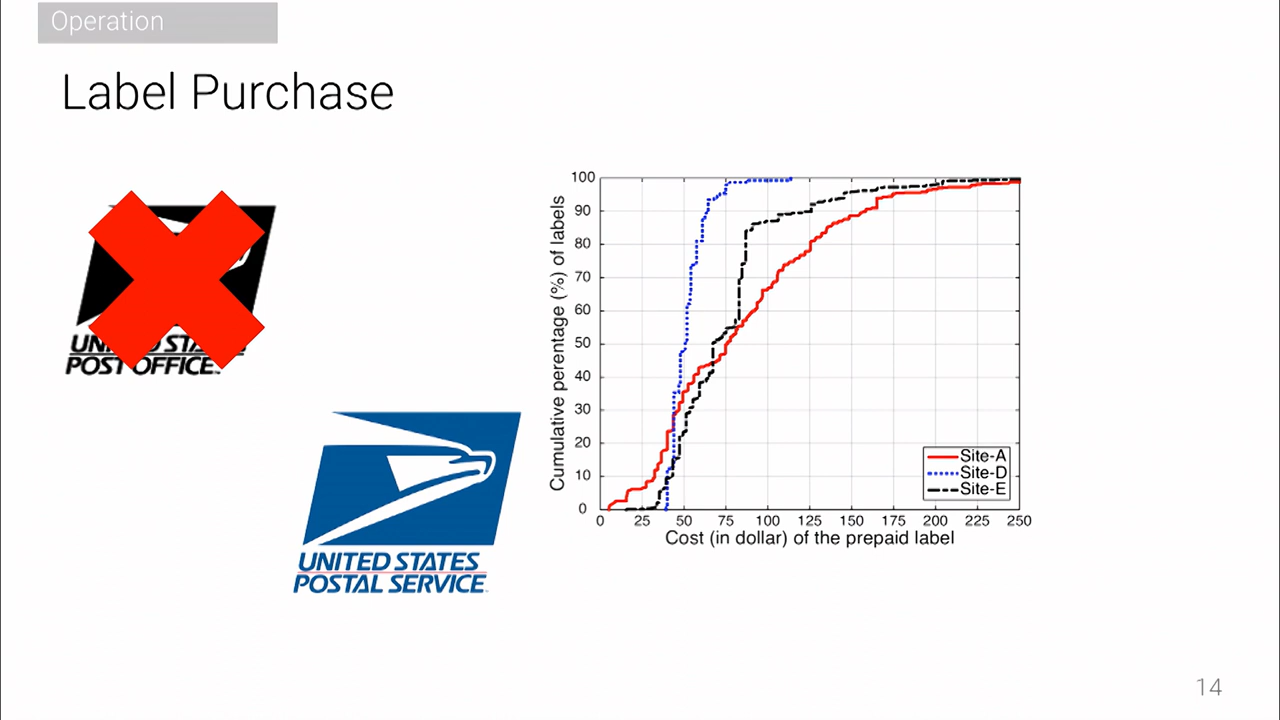 Operation
Label Purchase
POST OFFICE
UNITED STATES
POSTAL SERVICE
Cumulative perentage (%) of labels
100
90
80
70
60
50
40
30
20
10
0
0 25 50 75 100 125 150 175 200 225 250
Cost (in dollar) of the prepaid label
Site-A
Site-D
Site-E
14